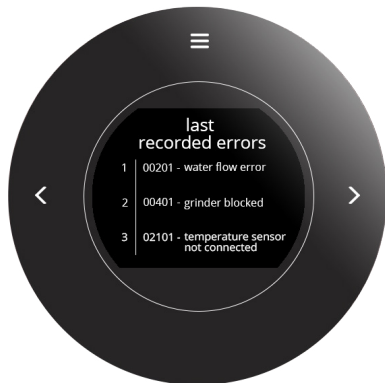 last
recorded errors
1 00201 - water flow error
2 00401 - grinder blocked
3 02101 - temperature sensor
not connected